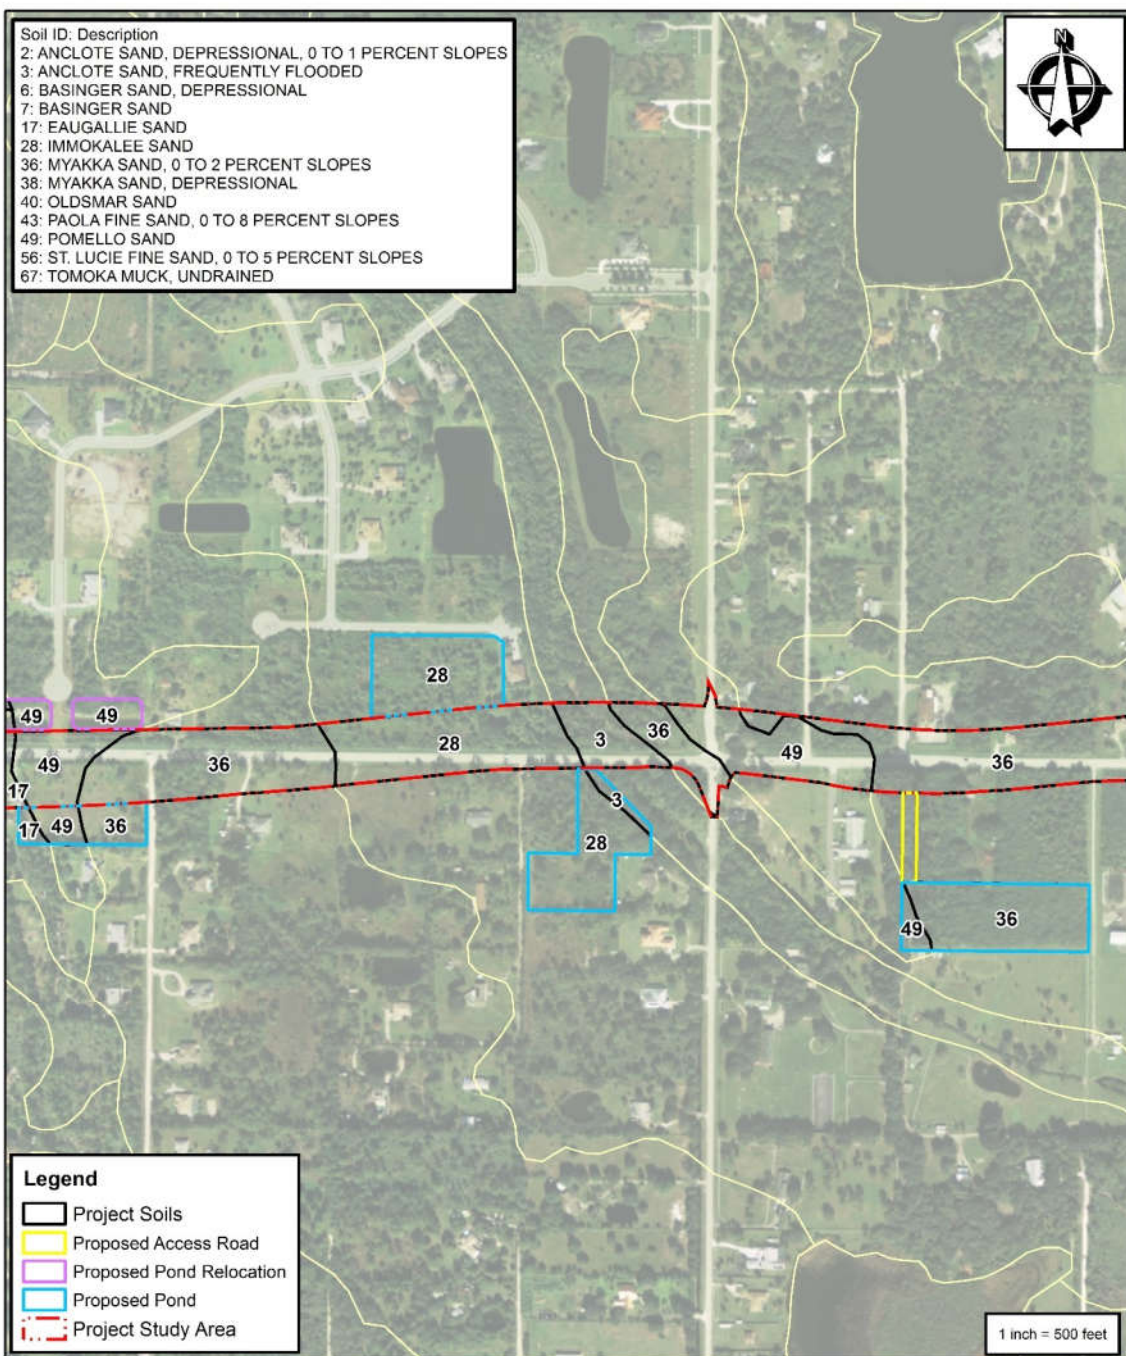 Soil ID: Description
2: ANCLOTE SAND, DEPRESSIONAL, 0 TO 1 PERCENT SLOPES
3: ANCLOTE SAND, FREQUENTLY FLOODED
6: BASINGER SAND, DEPRESSIONAL
7: BASINGER SAND
17: EAUGALLIE SAND
28: IMMOKALEE SAND
36: MYAKKA SAND, 0 TO 2 PERCENT SLOPES
38: MYAKKA SAND, DEPRESSIONAL
40: OLDSMAR SAND
43: PAOLA FINE SAND, 0 TO 8 PERCENT SLOPES
49: POMELLO SAND
56: ST. LUCIE FINE SAND, 0 TO 5 PERCENT SLOPES
67: TOMOKA MUCK, UNDRAINED
N
28
49
49
36
3
28
49
36
49
36
17
3
17
49
36
28
49
36
Legend
Project Soils
Proposed Access Road
Proposed Pond Relocation
Proposed Pond
Project Study Area
1 inch = 500 feet